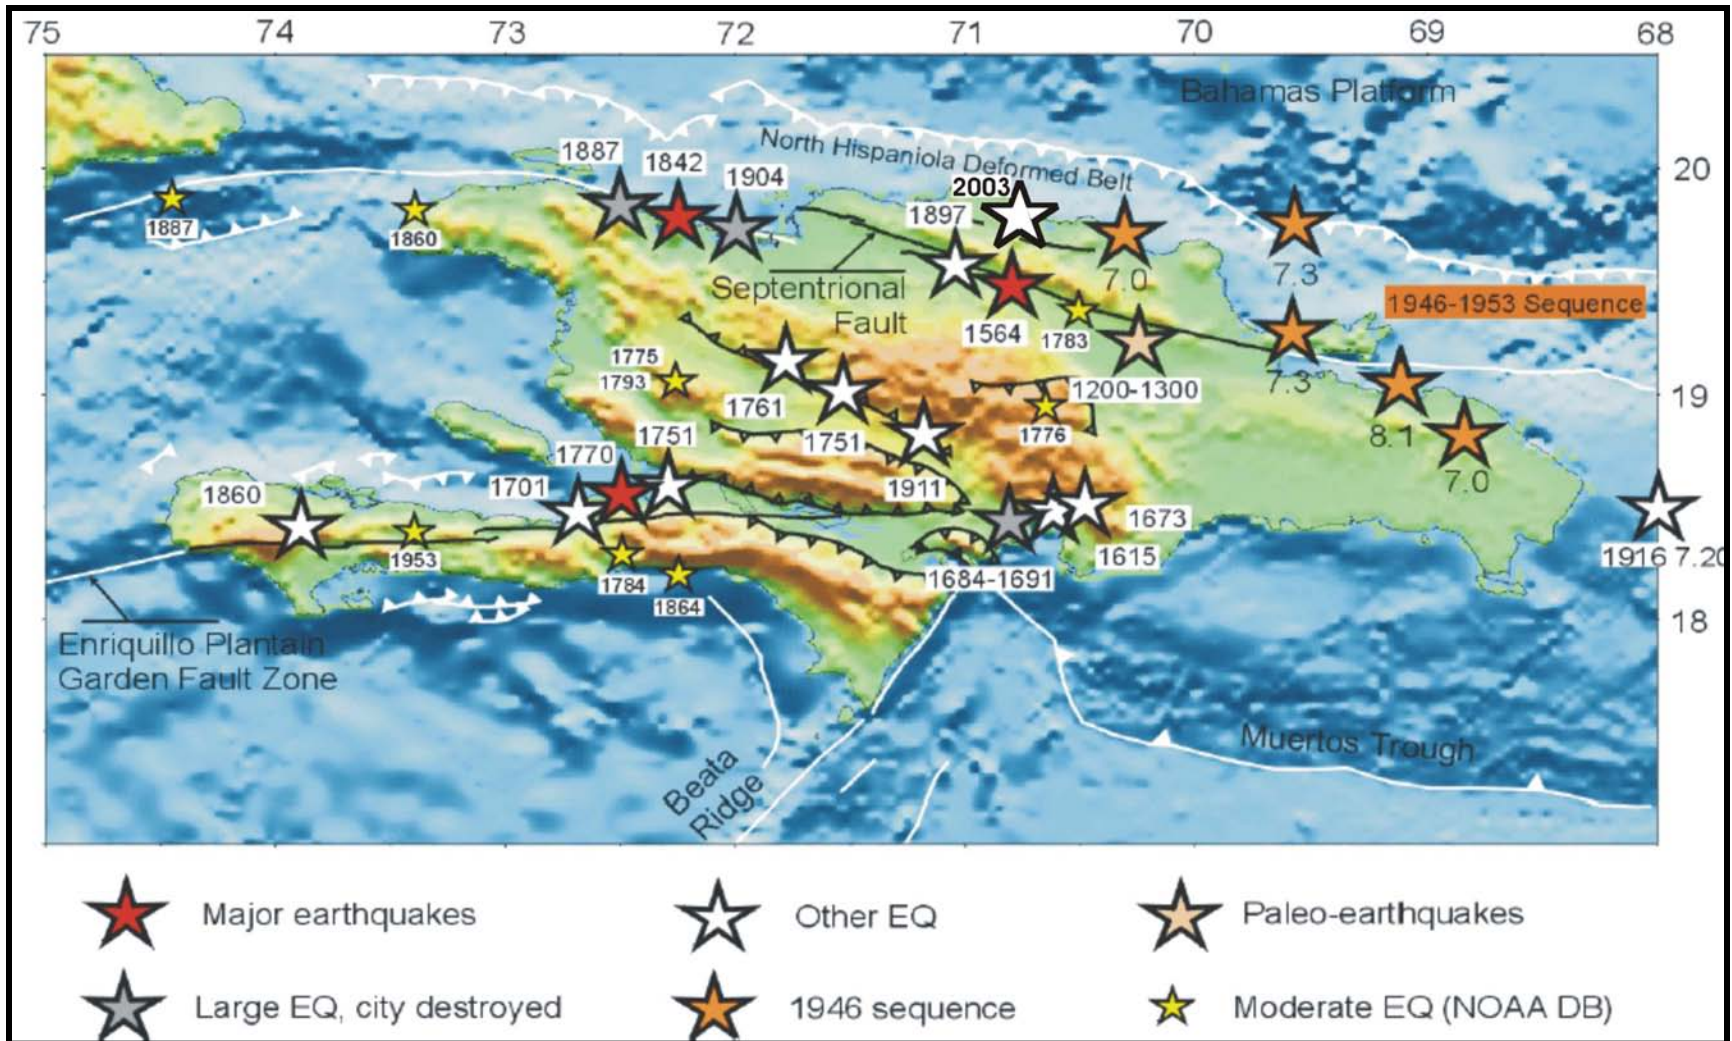 75 74 73 72 71 70 69 68
Bahamas Platform
North Hispaniola Deformed Belt
20
1887
1842
1904
2003
1897
1887
1860
7.0
7.3
Septentrional
Fault
1946-1953 Sequence
1564
1783
7.3
1775
1793
1761
1200-1300
19
1751
1751
1776
8.1
1770
7.0
1701
1911
1860
1673
1953
1615
1916 7.20
1784
1684-1691
1864
18
Enriquillo Plantain
Garden Fault Zone
Beata
Ridge
Muertos Trough
Major earthquakes
Other EQ
Paleo-earthquakes
Large EQ, city destroyed
1946 sequence
Moderate EQ (NOAA DB)